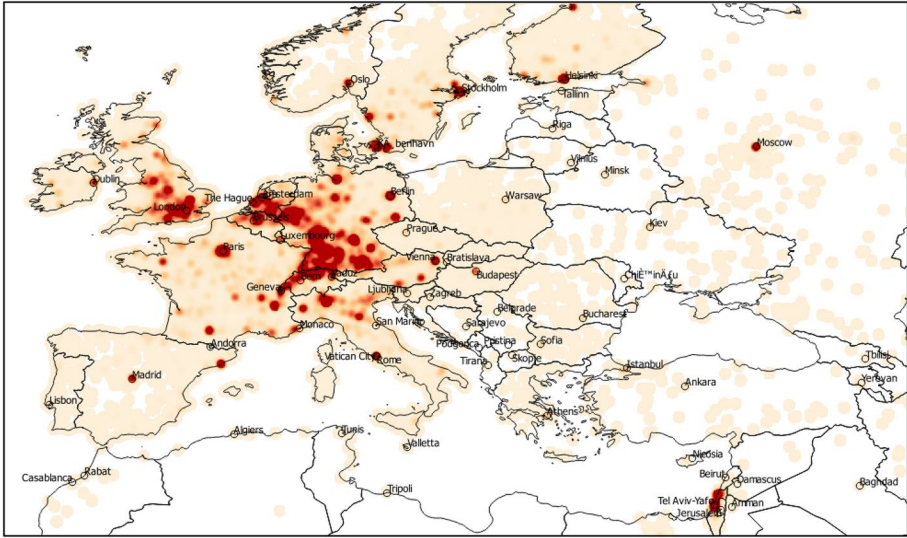 Oslo
Helsinki
Stockholm
Tallinn
Riga
Moscow
Vilnius
Minsk
Dublin
The Hague
Amsterdam
Berlin
Warsaw
London
Brussels
Kiev
Luxembourg
Prague
Paris
Vienna
Bratislava
Budapest
Bern
Vaduz
Geneva
Ljubljana
Zagreb
Belgrade
Bucharest
Monaco
San Marino
Sarajevo
Andorra
Podgorica
Pristina
Sofia
Vatican City
Rome
Tirana
Skopje
Istanbul
Tbilisi
Madrid
Ankara
Yerevan
Lisbon
Athens
Algiers
Tunis
Valletta
Nicosia
Casablanca
Rabat
Beirut
Damascus
Baghdad
Tripoli
Tel Aviv-Yafo
Jerusalem
Amman